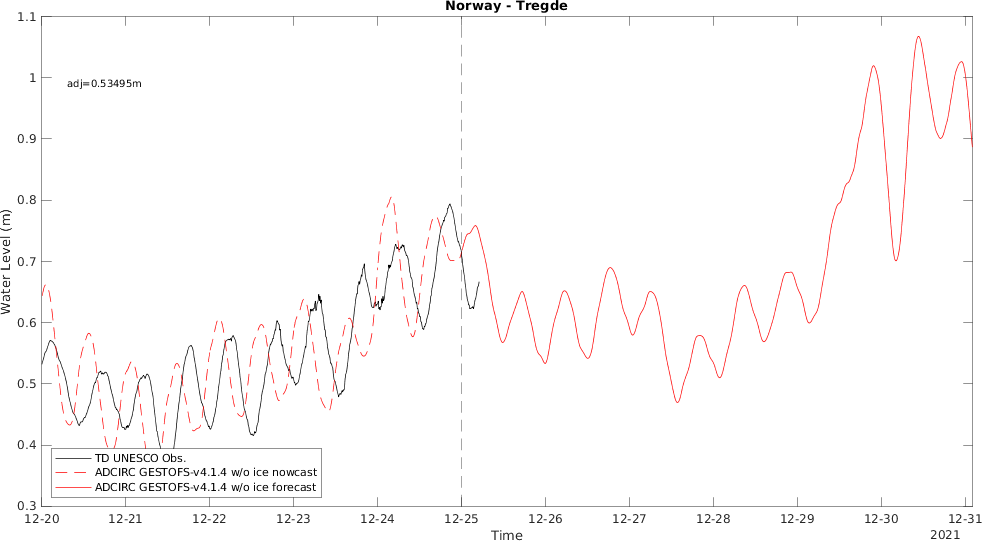 Norway - Tregde
1.1
1
0.9
0.8
0.7
0.6
0.5
0.4
0.3
Water Level (m)
adj=0.53495m
TD UNESCO Obs.
ADCIRC GESTOFS-v4.1.4 w/o ice nowcast
ADCIRC GESTOFS-v4.1.4 w/o ice forecast
12-20 12-21 12-22 12-23 12-24 12-25 12-26 12-27 12-28 12-29 12-30 12-31
Time
2021